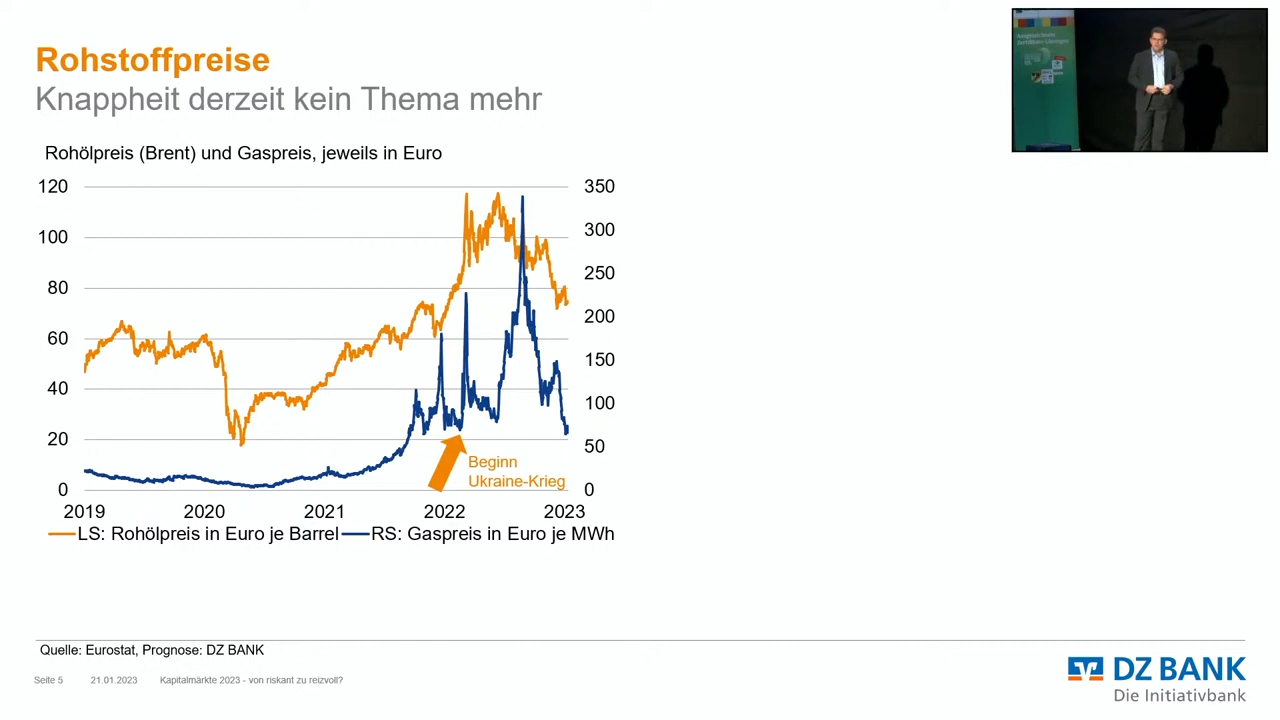 Rohstoffpreise
Knappheit derzeit kein Thema mehr
Rohölpreis (Brent) und Gaspreis, jeweils in Euro
120
100
80
60
40
20
0
350
300
250
200
150
100
50
0
Beginn
Ukraine-Krieg
2019 2020 2021 2022 2023
LS: Rohölpreis in Euro je Barrel RS: Gaspreis in Euro je MWh
Quelle: Eurostat, Prognose: DZ BANK
Seite 5 21.01.2023 Kapitalmärkte 2023 - von riskant zu reizvoll?
DZ BANK
Die Initiativbank